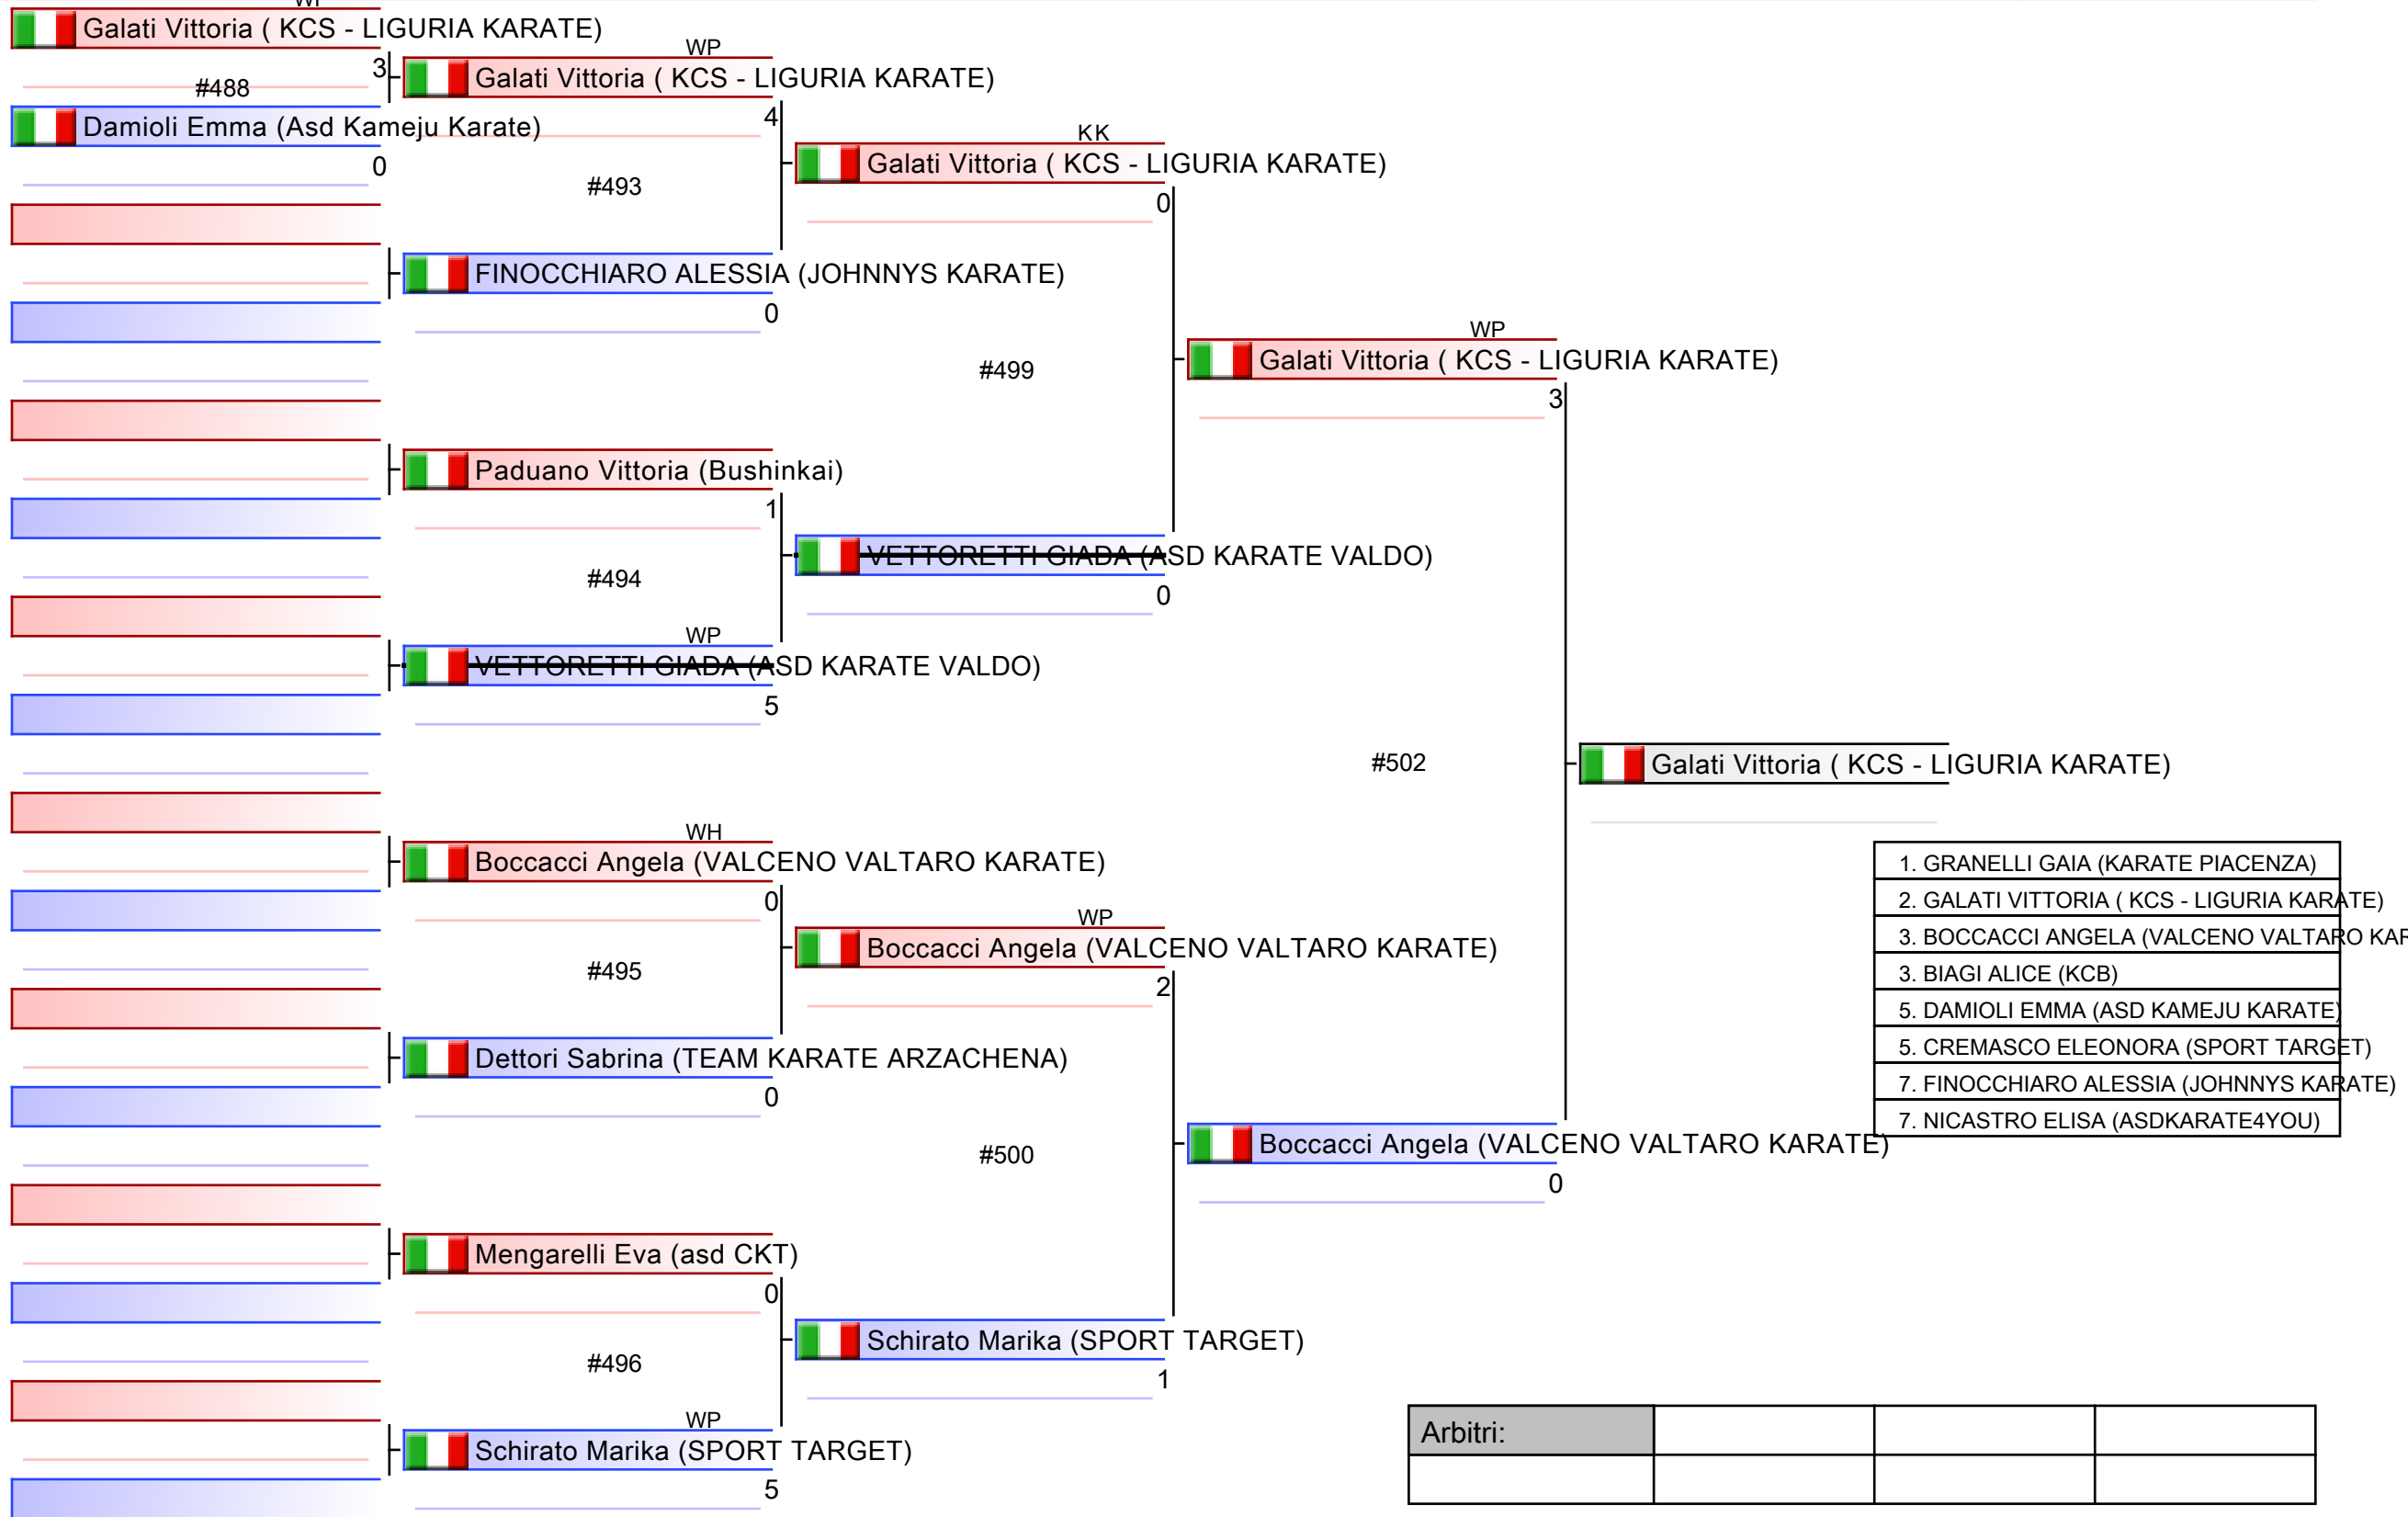 WP
Galati Vittoria ( KCS - LIGURIA KARATE)
3
#488
Damioli Emma (Asd Kameju Karate)
0
WP
Galati Vittoria ( KCS - LIGURIA KARATE)
4
#493
FINOCCHIARO ALESSIA (JOHNNYS KARATE)
0
Paduano Vittoria (Bushinkai)
1
#494
WP
VETTORETTI GIADA (ASD KARATE VALDO)
5
WH
Boccacci Angela (VALCENO VALTARO KARATE)
0
#495
Dettori Sabrina (TEAM KARATE ARZACHENA)
0
Mengarelli Eva (asd CKT)
0
#496
WP
Schirato Marika (SPORT TARGET)
5
KK
Galati Vittoria ( KCS - LIGURIA KARATE)
0
#499
VETTORETTI GIADA (ASD KARATE VALDO)
0
WP
Boccacci Angela (VALCENO VALTARO KARATE)
2
#500
Schirato Marika (SPORT TARGET)
1
WP
Galati Vittoria ( KCS - LIGURIA KARATE)
3
#502
Boccacci Angela (VALCENO VALTARO KARATE)
0
Galati Vittoria ( KCS - LIGURIA KARATE)
1. GRANELLI GAIA (KARATE PIACENZA)
2. GALATI VITTORIA ( KCS - LIGURIA KARATE)
3. BOCCACCI ANGELA (VALCENO VALTARO KAR
3. BIAGI ALICE (KCB)
5. DAMIOLI EMMA (ASD KAMEJU KARATE)
5. CREMASCO ELEONORA (SPORT TARGET)
7. FINOCCHIARO ALESSIA (JOHNNYS KARATE)
7. NICASTRO ELISA (ASDKARATE4YOU)
Arbitri: